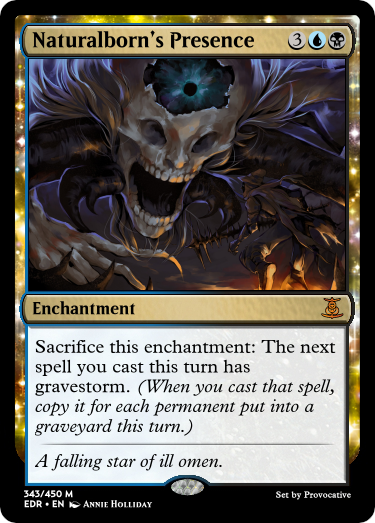 Naturalborn's Presence 3
Enchantment
Sacrifice this enchantment: The next
spell you cast this turn has
gravestorm. (When you cast that spell,
copy it for each permanent put into a
graveyard this turn.)
A falling star of ill omen.
343/450 M
EDR • EN Annie Holliday
Set by Provocative